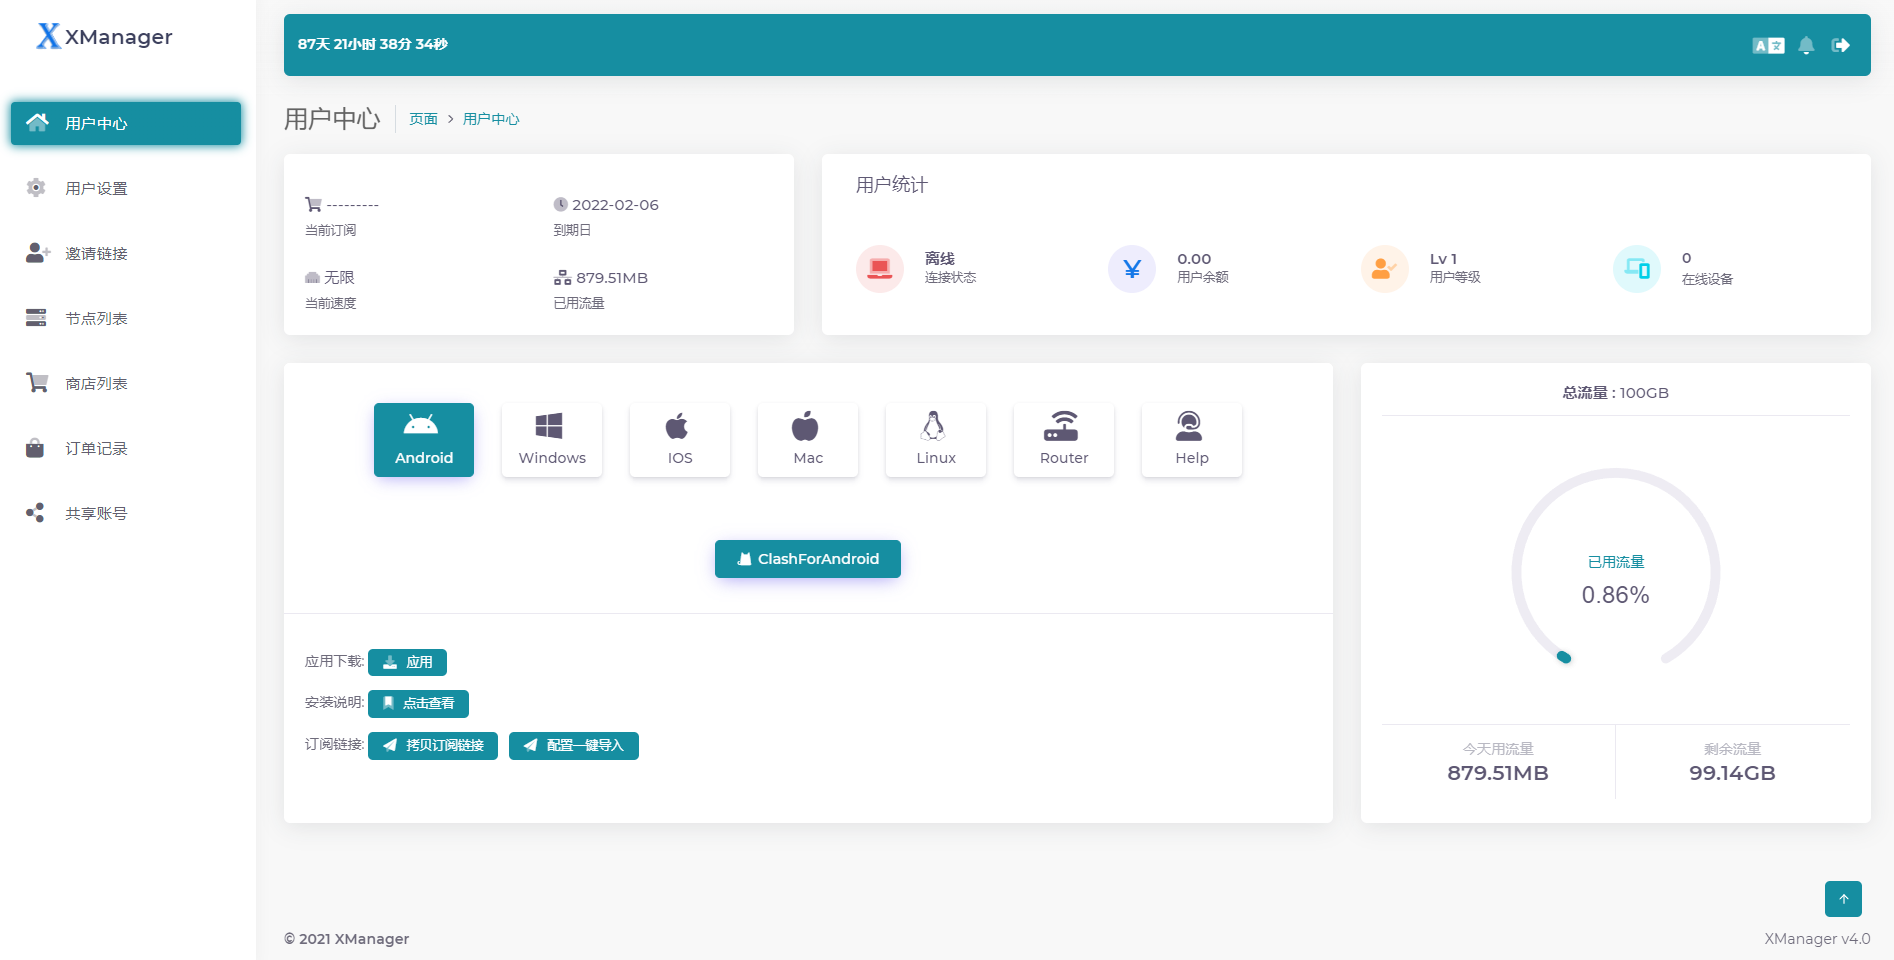 XManager
用户中心
用户设置
邀请链接
节点列表
商店列表
订单记录
共享账号
87天 21小时 38分 34秒
用户中心
页面 > 用户中心
---------
当前订阅
2022-02-06
到期日
无限
当前速度
879.51MB
已用流量
用户统计
离线
连接状态
0.00
用户余额
Lv 1
用户等级
0
在线设备
Android
Windows
IOS
Mac
Linux
Router
Help
ClashForAndroid
应用下载: 应用
安装说明: 点击查看
订阅链接: 拷贝订阅链接 配置一键导入
总流量 : 100GB
已用流量
0.86%
今天用流量
879.51MB
剩余流量
99.14GB
© 2021 XManager
XManager v4.0